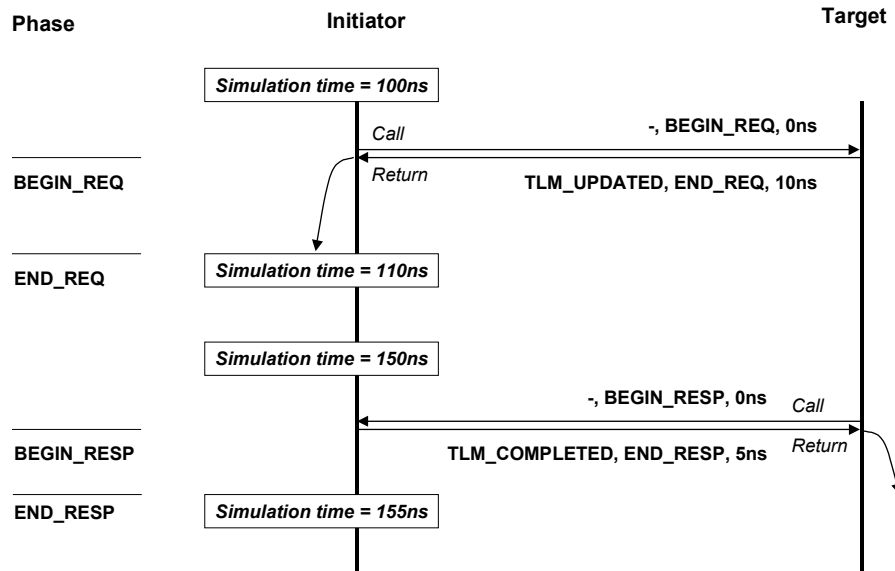 Phase Initiator Target
Simulation time = 100ns
Call -, BEGIN_REQ, 0ns
BEGIN_REQ Return TLM_UPDATED, END_REQ, 10ns
END_REQ Simulation time = 110ns
Simulation time = 150ns
-, BEGIN_RESP, 0ns Call
BEGIN_RESP TLM_COMPLETED, END_RESP, 5ns Return
END_RESP Simulation time = 155ns